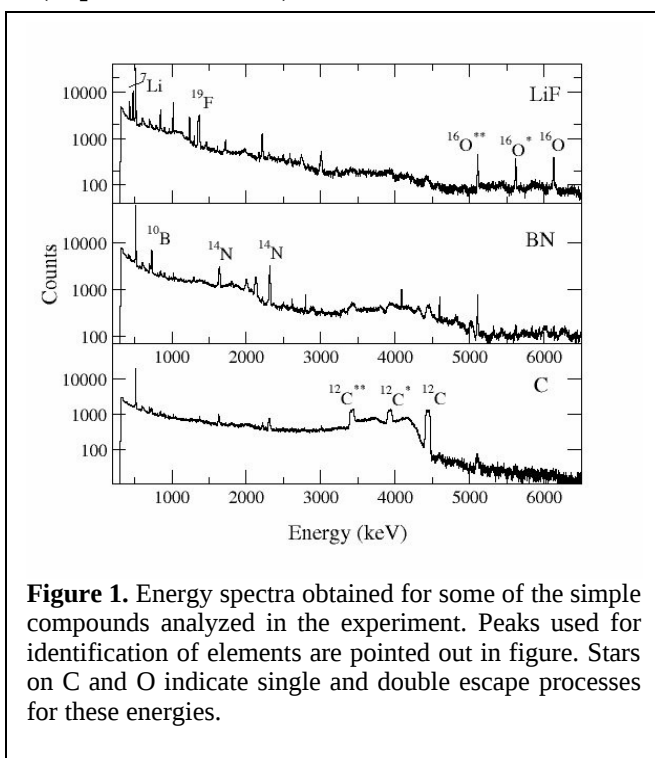 10000
1000
100
⁷Li
¹⁹F
LiF
¹⁶O**
¹⁶O*
¹⁶O
10000
1000
100
¹⁰B
¹⁴N
¹⁴N
BN
Counts
10000
1000
100
¹²C**
¹²C*
¹²C
C
1000 2000 3000 4000 5000 6000
Energy (keV)
Figure 1. Energy spectra obtained for some of the simple
compounds analyzed in the experiment. Peaks used for
identification of elements are pointed out in figure. Stars
on C and O indicate single and double escape processes
for these energies.